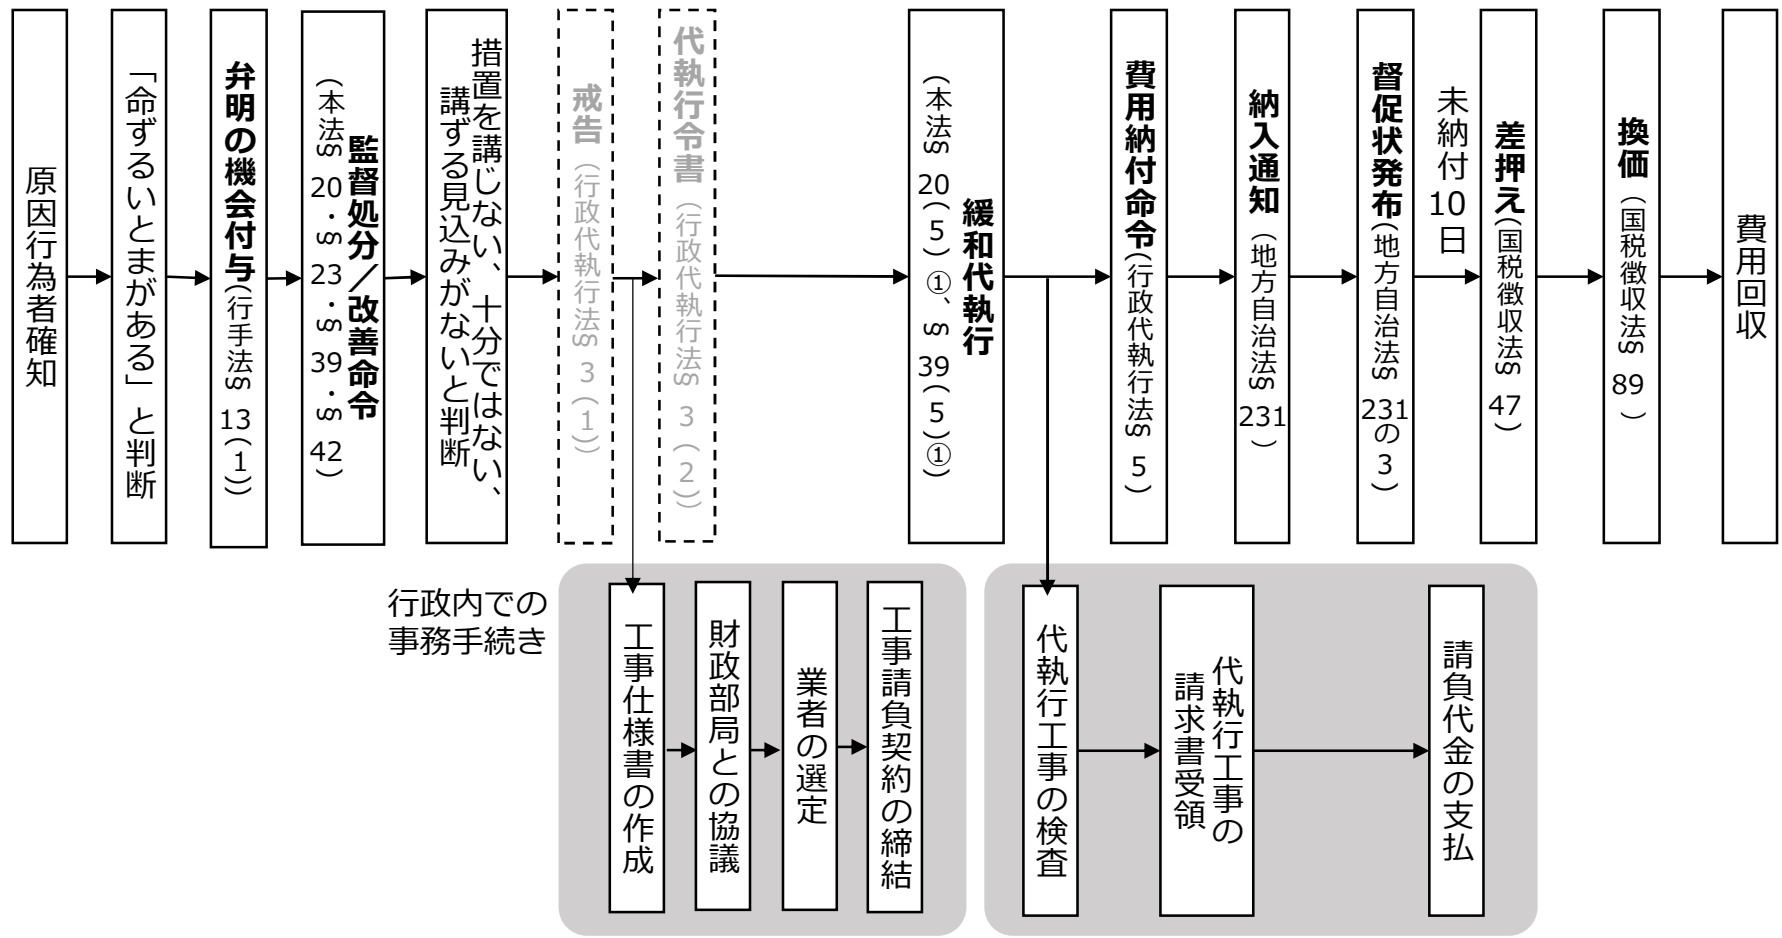 原因行為者確知
「命ずるいとまがある」と判断
弁明の機会付与(行手法§13(1))
監督処分／改善命令
(本法§20・§23・§39・§42)
措置を講じない、十分ではない、
講ずる見込みがないと判断
戒告(行政代執行法§3(1))
代執行令書(行政代執行法§3(2))
緩和代執行
(本法§20(5)①、§39(5)①)
費用納付命令(行政代執行法§5)
納入通知(地方自治法§231)
督促状発布(地方自治法§231の3)
未納付10日
差押え(国税徴収法§47)
換価(国税徴収法§89)
費用回収
行政内での
事務手続き
工事仕様書の作成
財政部局との協議
業者の選定
工事請負契約の締結
代執行工事の検査
代執行工事の
請求書受領
請負代金の支払